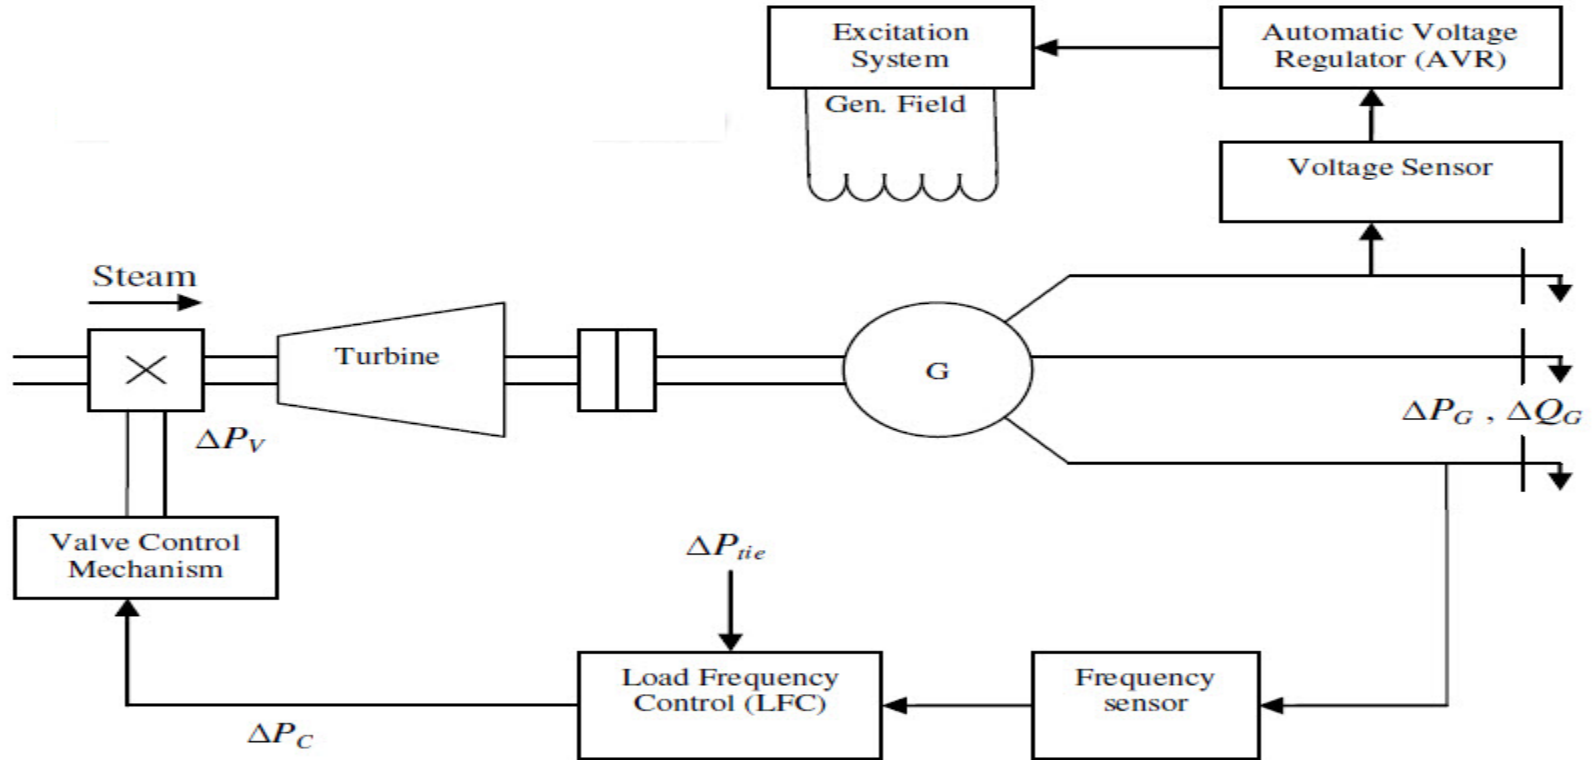 Excitation
System
Automatic Voltage
Regulator (AVR)
Gen. Field
Voltage Sensor
Steam
Turbine
G
ΔP_G , ΔQ_G
ΔP_V
Valve Control
Mechanism
ΔP_tie
Load Frequency
Control (LFC)
Frequency
sensor
ΔP_C